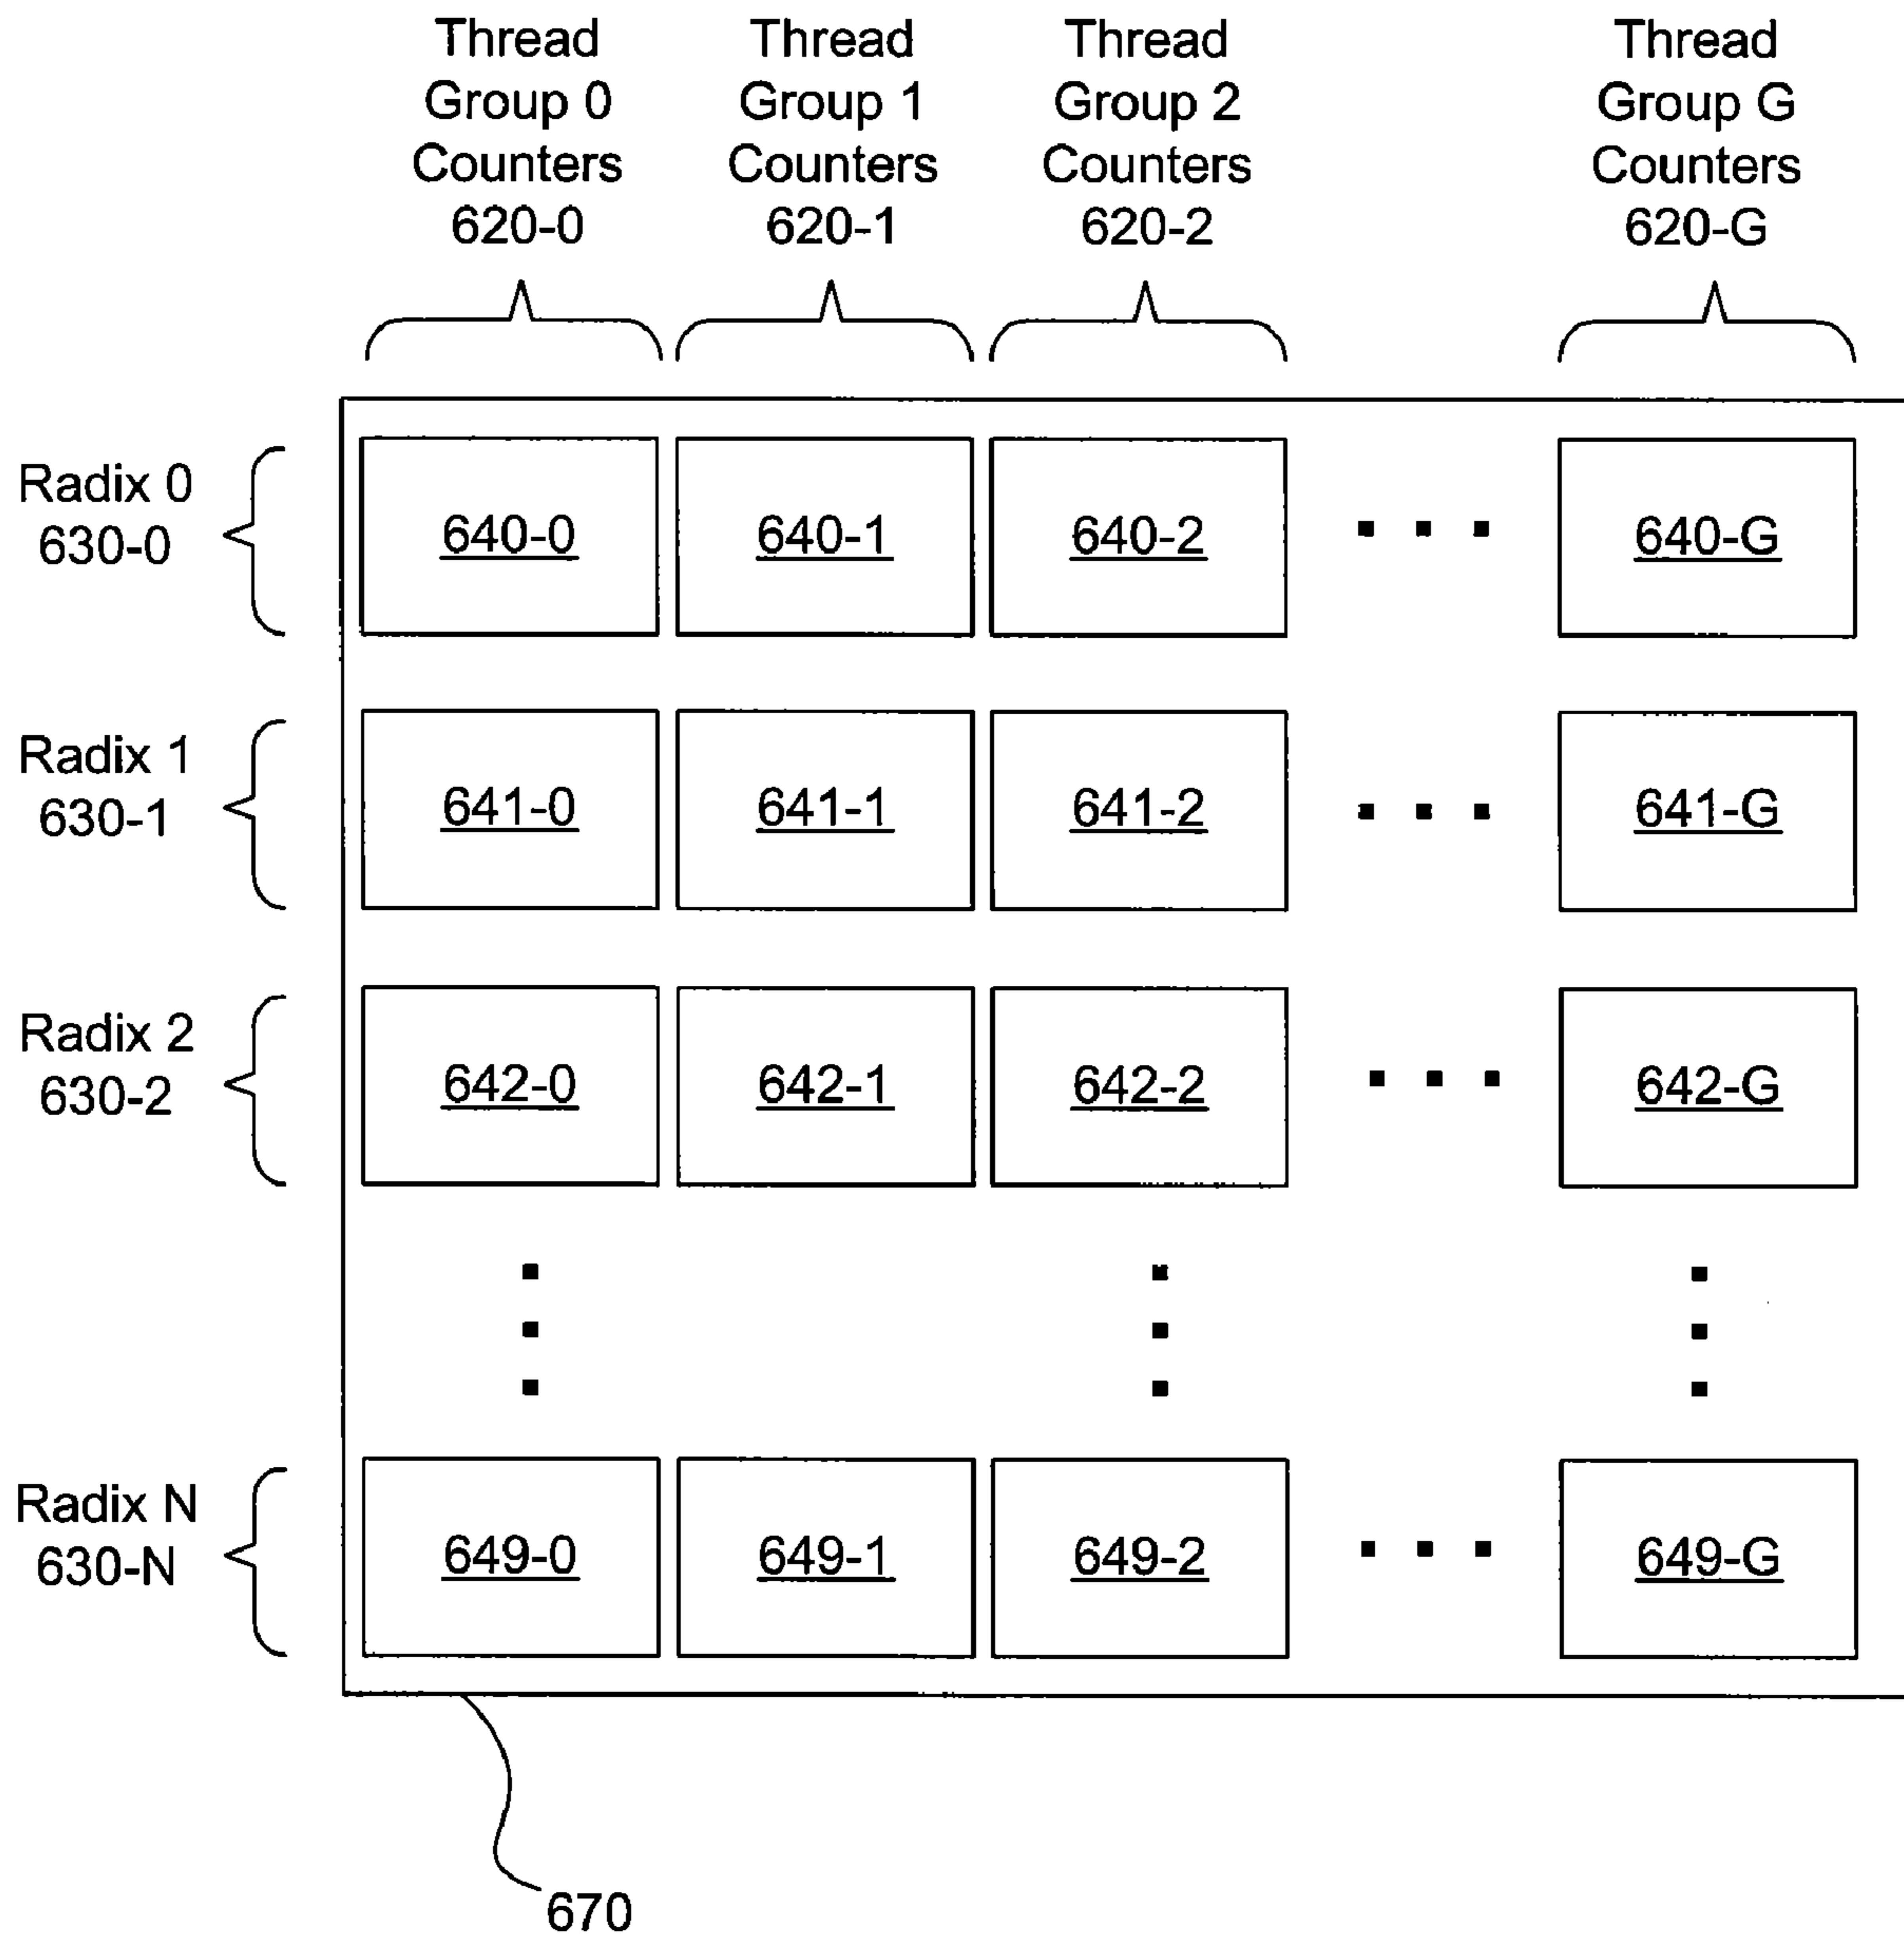 Thread Group 0 Counters 620-0
Thread Group 1 Counters 620-1
Thread Group 2 Counters 620-2
Thread Group G Counters 620-G
Radix 0 630-0
640-0
640-1
640-2
640-G
Radix 1 630-1
641-0
641-1
641-2
641-G
Radix 2 630-2
642-0
642-1
642-2
642-G
Radix N 630-N
649-0
649-1
649-2
649-G
670